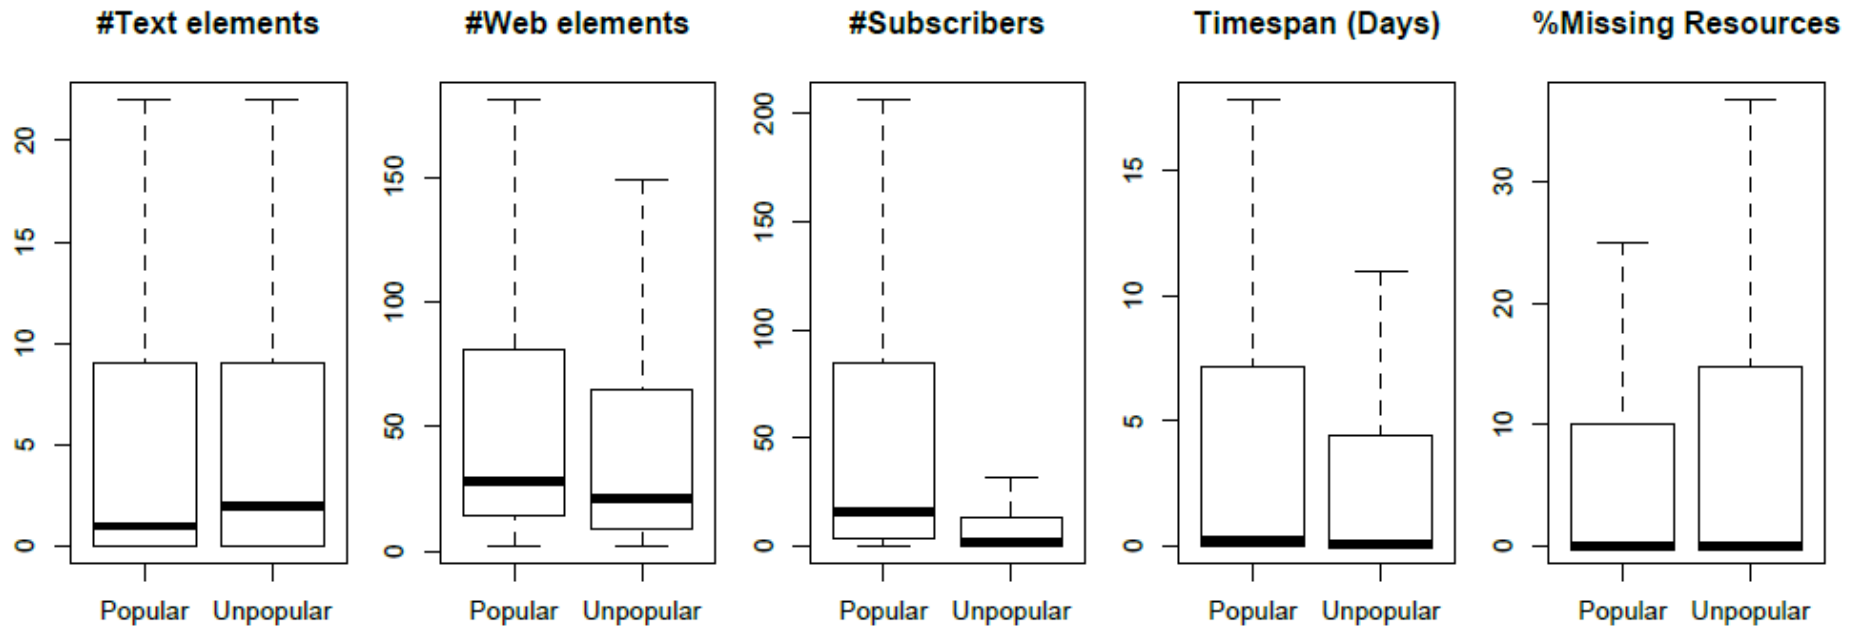 #Text elements
0 5 10 15 20
Popular Unpopular
#Web elements
0 50 100 150
Popular Unpopular
#Subscribers
0 50 100 150 200
Popular Unpopular
Timespan (Days)
0 5 10 15
Popular Unpopular
%Missing Resources
0 10 20 30
Popular Unpopular